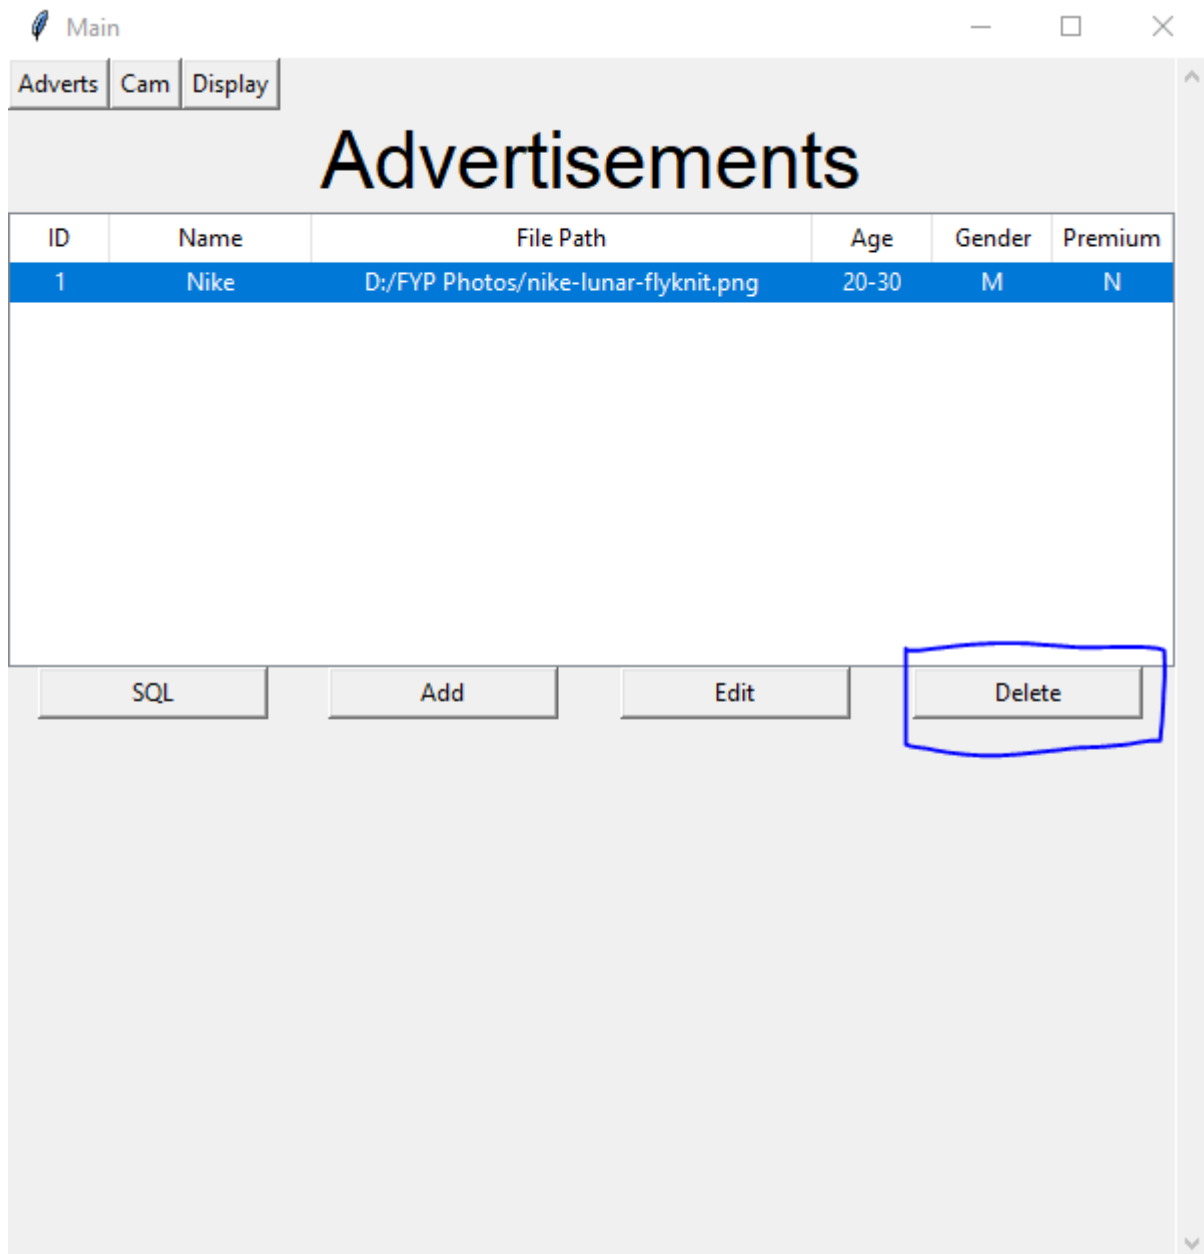 Main
Adverts Cam Display
Advertisements
ID Name File Path Age Gender Premium
1 Nike D:/FYP Photos/nike-lunar-flyknit.png 20-30 M N
SQL Add Edit Delete